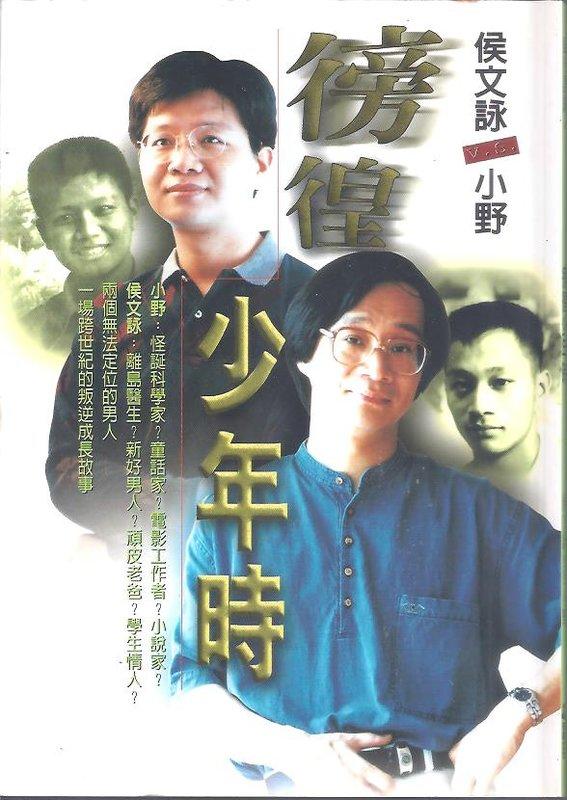 侯文詠
v.s.
小野
徬徨
少年時
小野：怪誕科學家？童話家？電影工作者？小說家？
侯文詠：離島醫生？新好男人？頑皮老爸？學生情人？
兩個無法定位的男人
一場跨世紀的叛逆成長故事